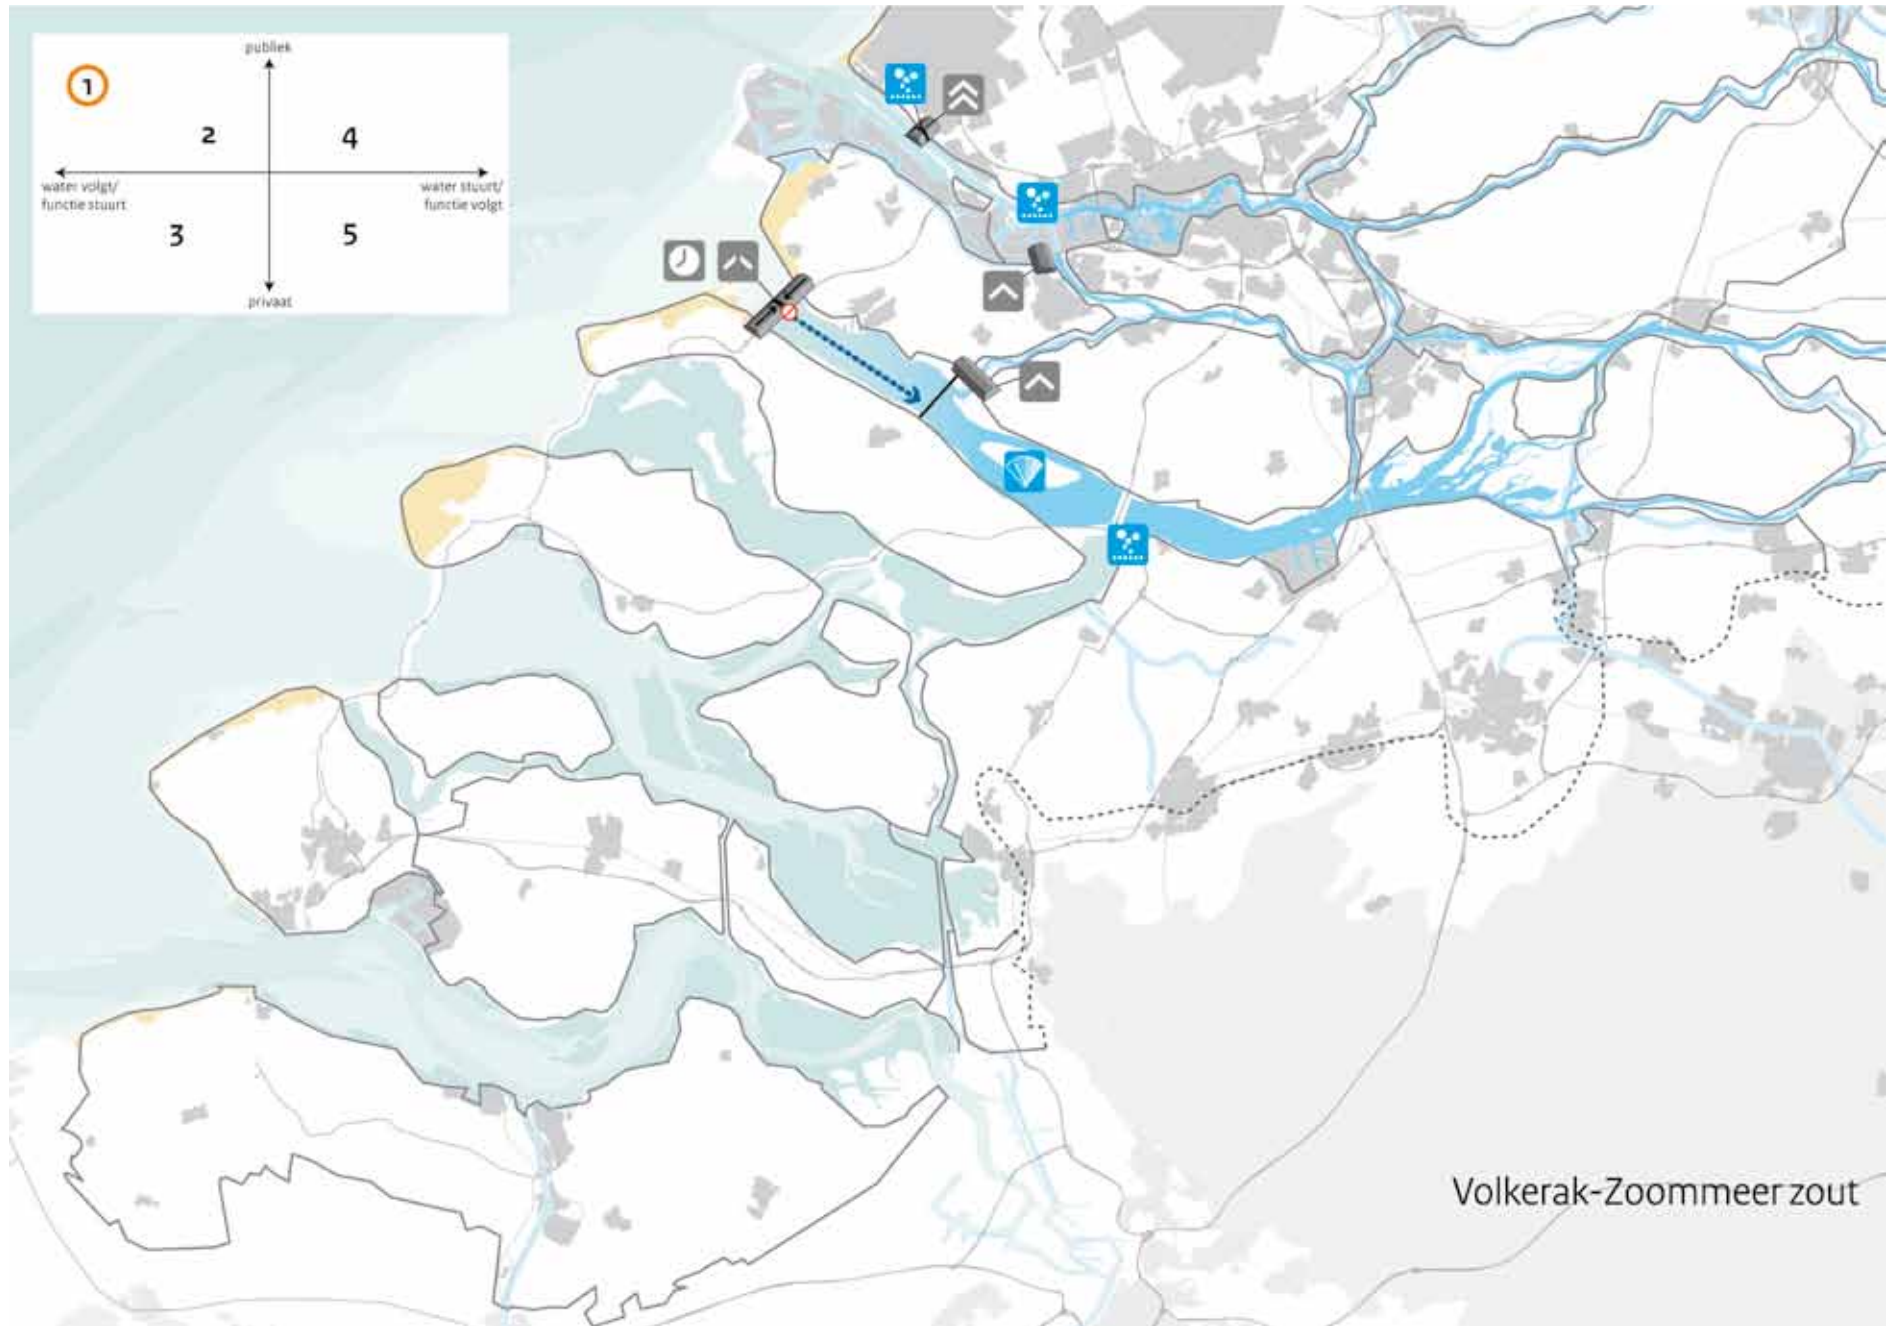 publiek
1
2
4
water volgt/
functie stuurt
water stuurt/
functie volgt
3
5
privaat
Volkerak-Zoommeer zout